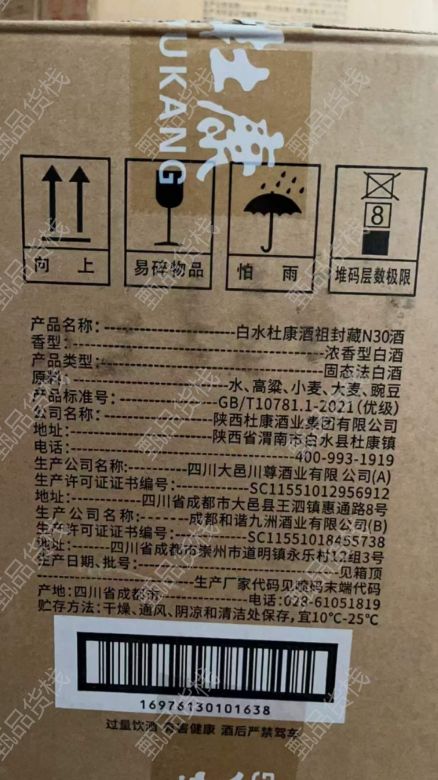 杜康
DUKANG
向 上
易碎物品
怕 雨
8
堆码层数极限
产品名称:白水杜康酒祖封藏N30酒
香型:浓香型白酒
产品类型:固态法白酒
原料:水、高粱、小麦、大麦、豌豆
产品标准号:GB/T10781.1-2021(优级)
公司名称:陕西杜康酒业集团有限公司
地址:陕西省渭南市白水县杜康镇
电话:400-993-1919
生产公司名称:四川大邑川尊酒业有限公司(A)
生产许可证证书编号:SC11551012956912
地址:四川省成都市大邑县王泗镇惠通路8号
生产公司名称:成都和谐九洲酒业有限公司(B)
生产许可证证书编号:SC11551018455738
地址:四川省成都市崇州市道明镇永乐村12组3号
生产日期、批号:见箱顶
生产厂家代码见喷码末端代码
产地:四川省成都市 电话:028-61051819
贮存方法:干燥、通风、阴凉和清洁处保存,宜10℃-25℃
16976130101638
过量饮酒 有害健康 酒后严禁驾车
甄品货栈